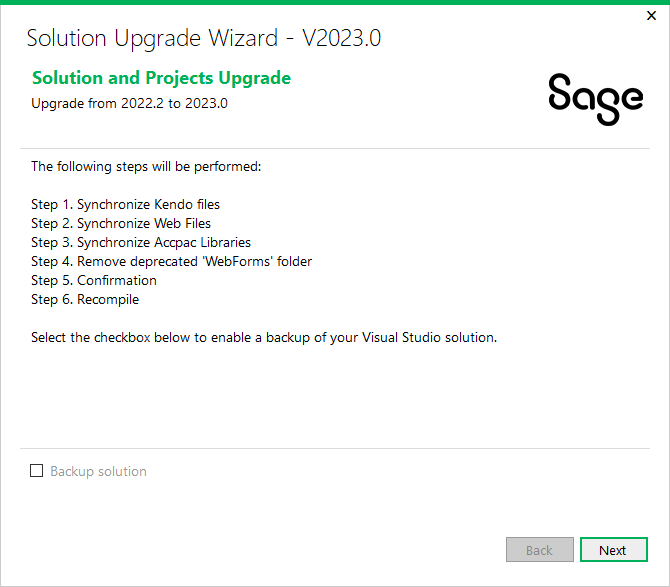 Solution Upgrade Wizard - V2023.0
Solution and Projects Upgrade
Upgrade from 2022.2 to 2023.0
Sage
The following steps will be performed:
Step 1. Synchronize Kendo files
Step 2. Synchronize Web Files
Step 3. Synchronize Accpac Libraries
Step 4. Remove deprecated 'WebForms' folder
Step 5. Confirmation
Step 6. Recompile
Select the checkbox below to enable a backup of your Visual Studio solution.
Backup solution
Back
Next